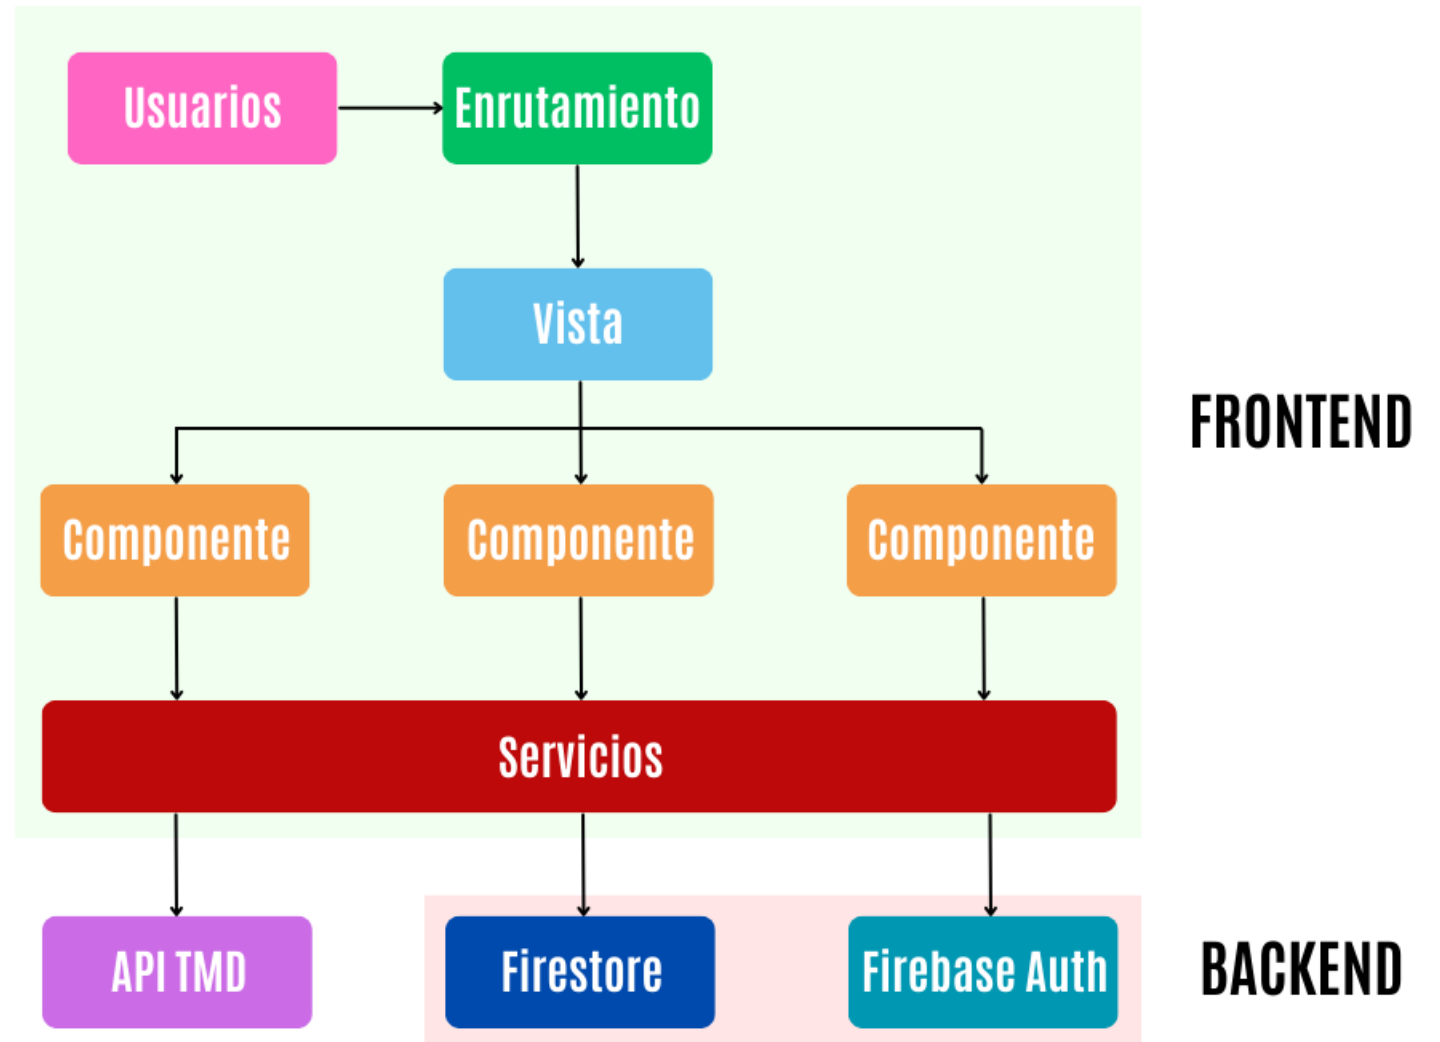 Usuarios
Enrutamiento
Vista
FRONTEND
Componente
Componente
Componente
Servicios
API TMD
Firestore
Firebase Auth
BACKEND